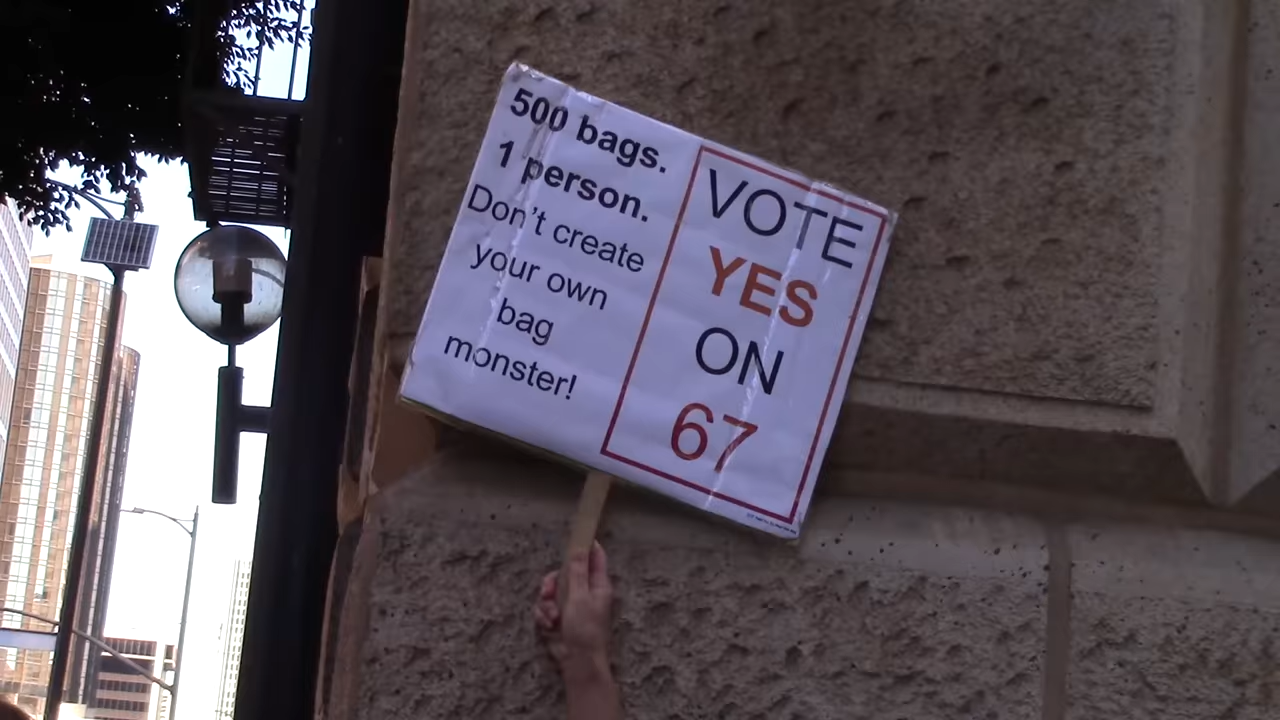 500 bags.
1 person.
Don't create
your own
bag
monster!
VOTE
YES
ON
67